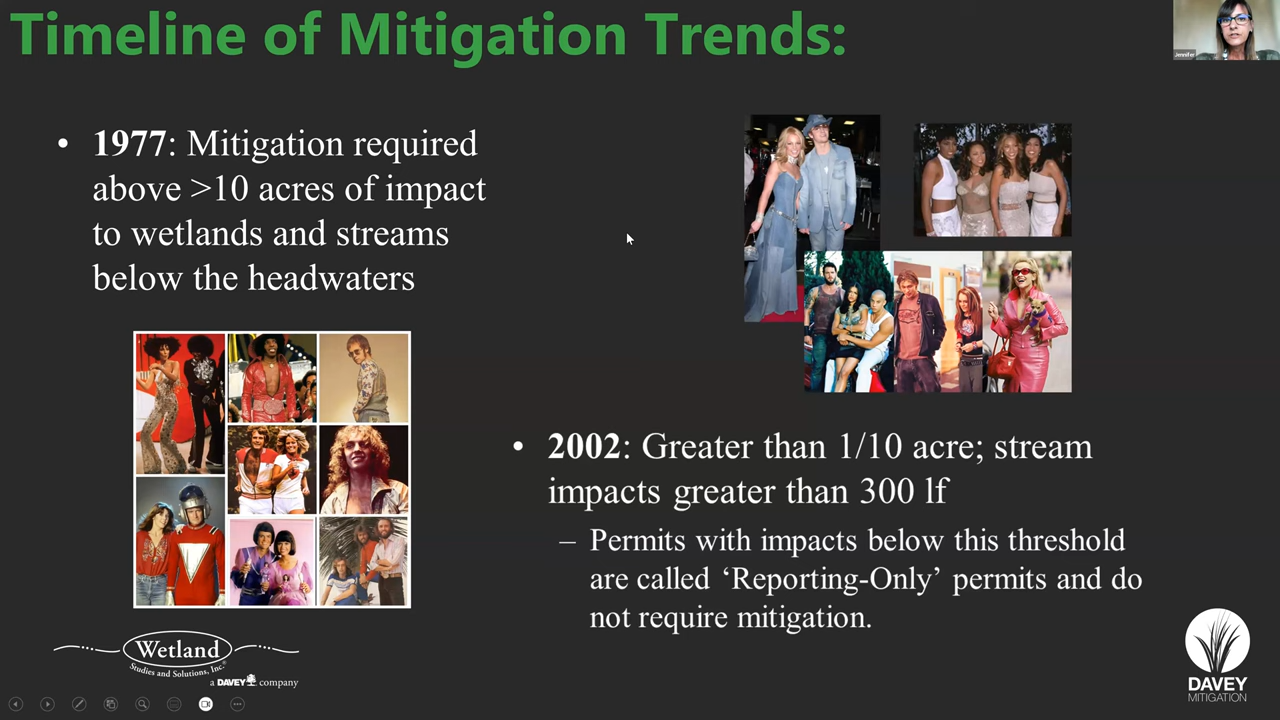 Timeline of Mitigation Trends:
Jennifer
• 1977: Mitigation required
above >10 acres of impact
to wetlands and streams
below the headwaters
• 2002: Greater than 1/10 acre; stream
impacts greater than 300 lf
– Permits with impacts below this threshold
are called ‘Reporting-Only’ permits and do
not require mitigation.
Wetland
Studies and Solutions, Inc.®
a DAVEY company
DAVEY
MITIGATION